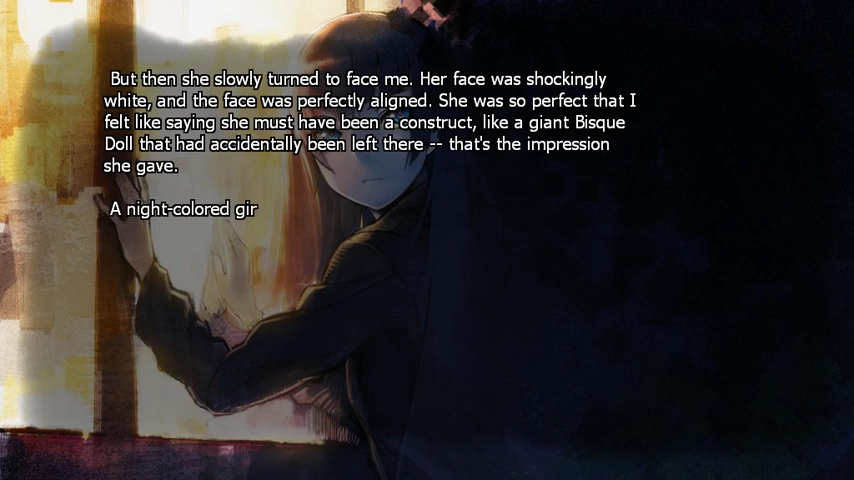 But then she slowly turned to face me. Her face was shockingly
white, and the face was perfectly aligned. She was so perfect that I
felt like saying she must have been a construct, like a giant Bisque
Doll that had accidentally been left there -- that's the impression
she gave.
A night-colored gir